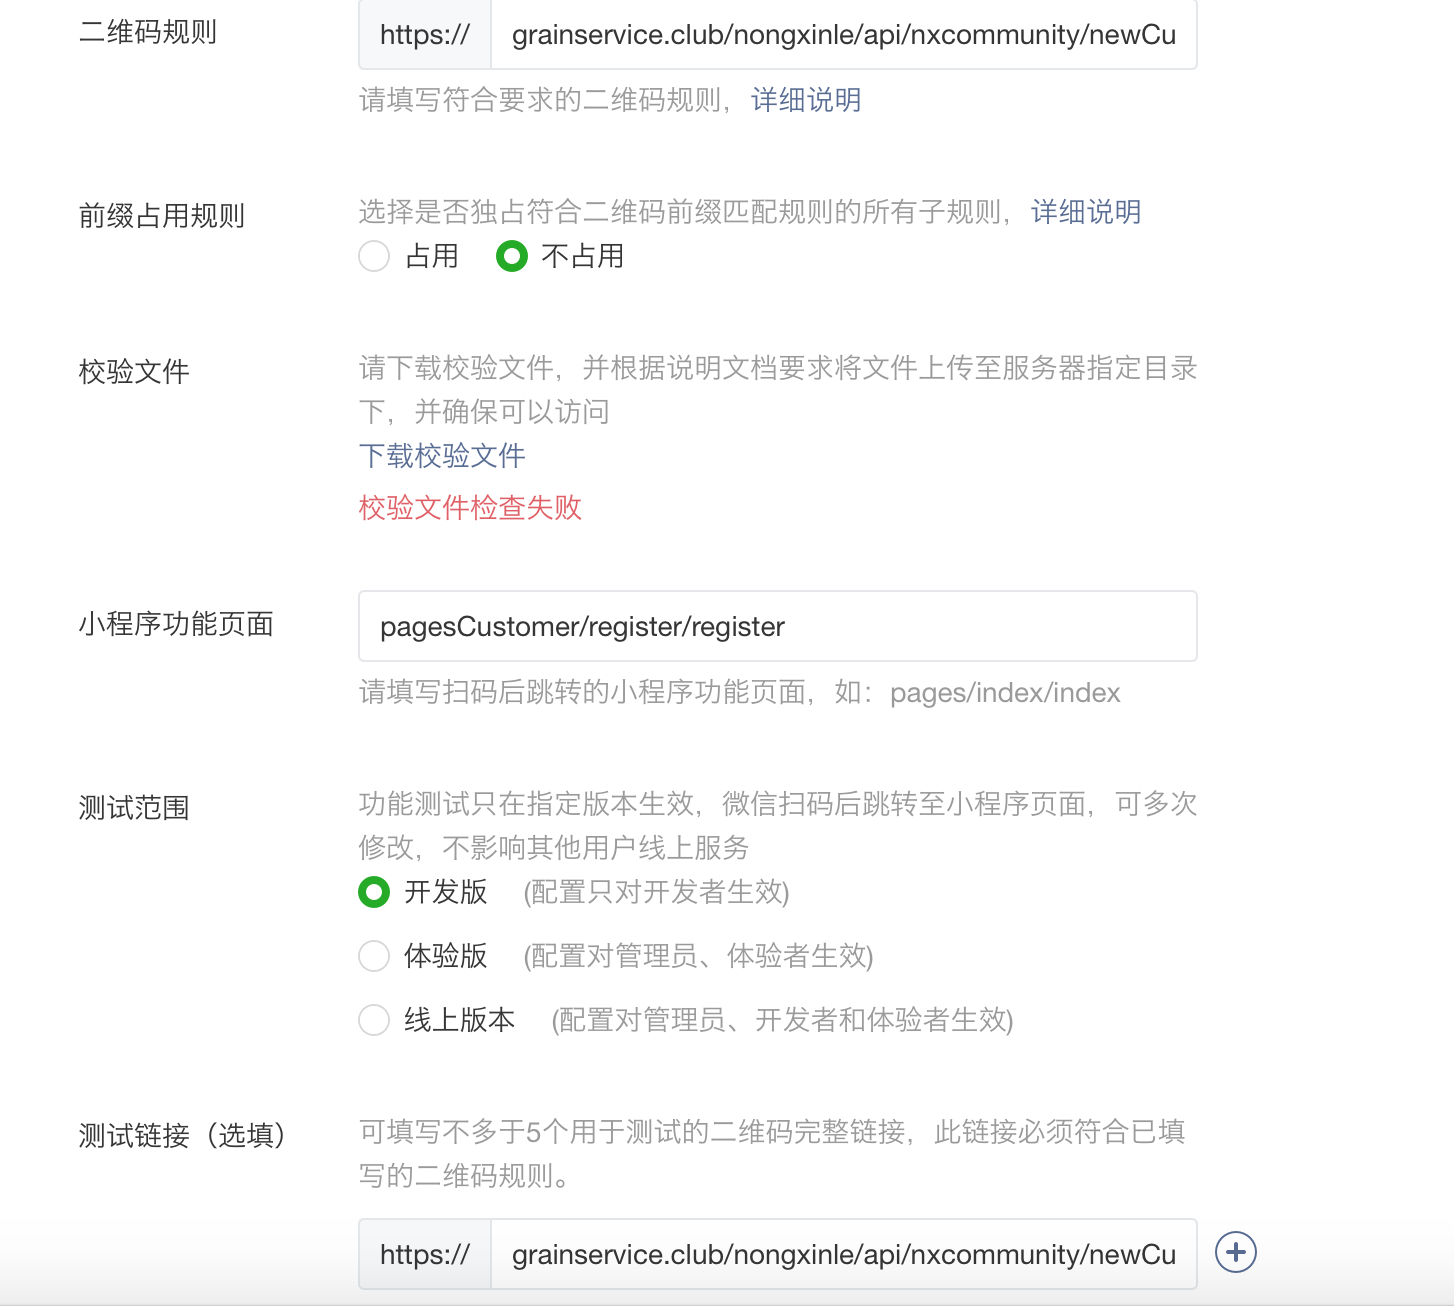 二维码规则
https://
grainservice.club/nongxinle/api/nxcommunity/newCu
请填写符合要求的二维码规则，详细说明
前缀占用规则
选择是否独占符合二维码前缀匹配规则的所有子规则，详细说明
占用
不占用
校验文件
请下载校验文件，并根据说明文档要求将文件上传至服务器指定目录
下，并确保可以访问
下载校验文件
校验文件检查失败
小程序功能页面
pagesCustomer/register/register
请填写扫码后跳转的小程序功能页面，如：pages/index/index
测试范围
功能测试只在指定版本生效，微信扫码后跳转至小程序页面，可多次
修改，不影响其他用户线上服务
开发版 (配置只对开发者生效)
体验版 (配置对管理员、体验者生效)
线上版本 (配置对管理员、开发者和体验者生效)
测试链接（选填）
可填写不多于5个用于测试的二维码完整链接，此链接必须符合已填
写的二维码规则。
https://
grainservice.club/nongxinle/api/nxcommunity/newCu